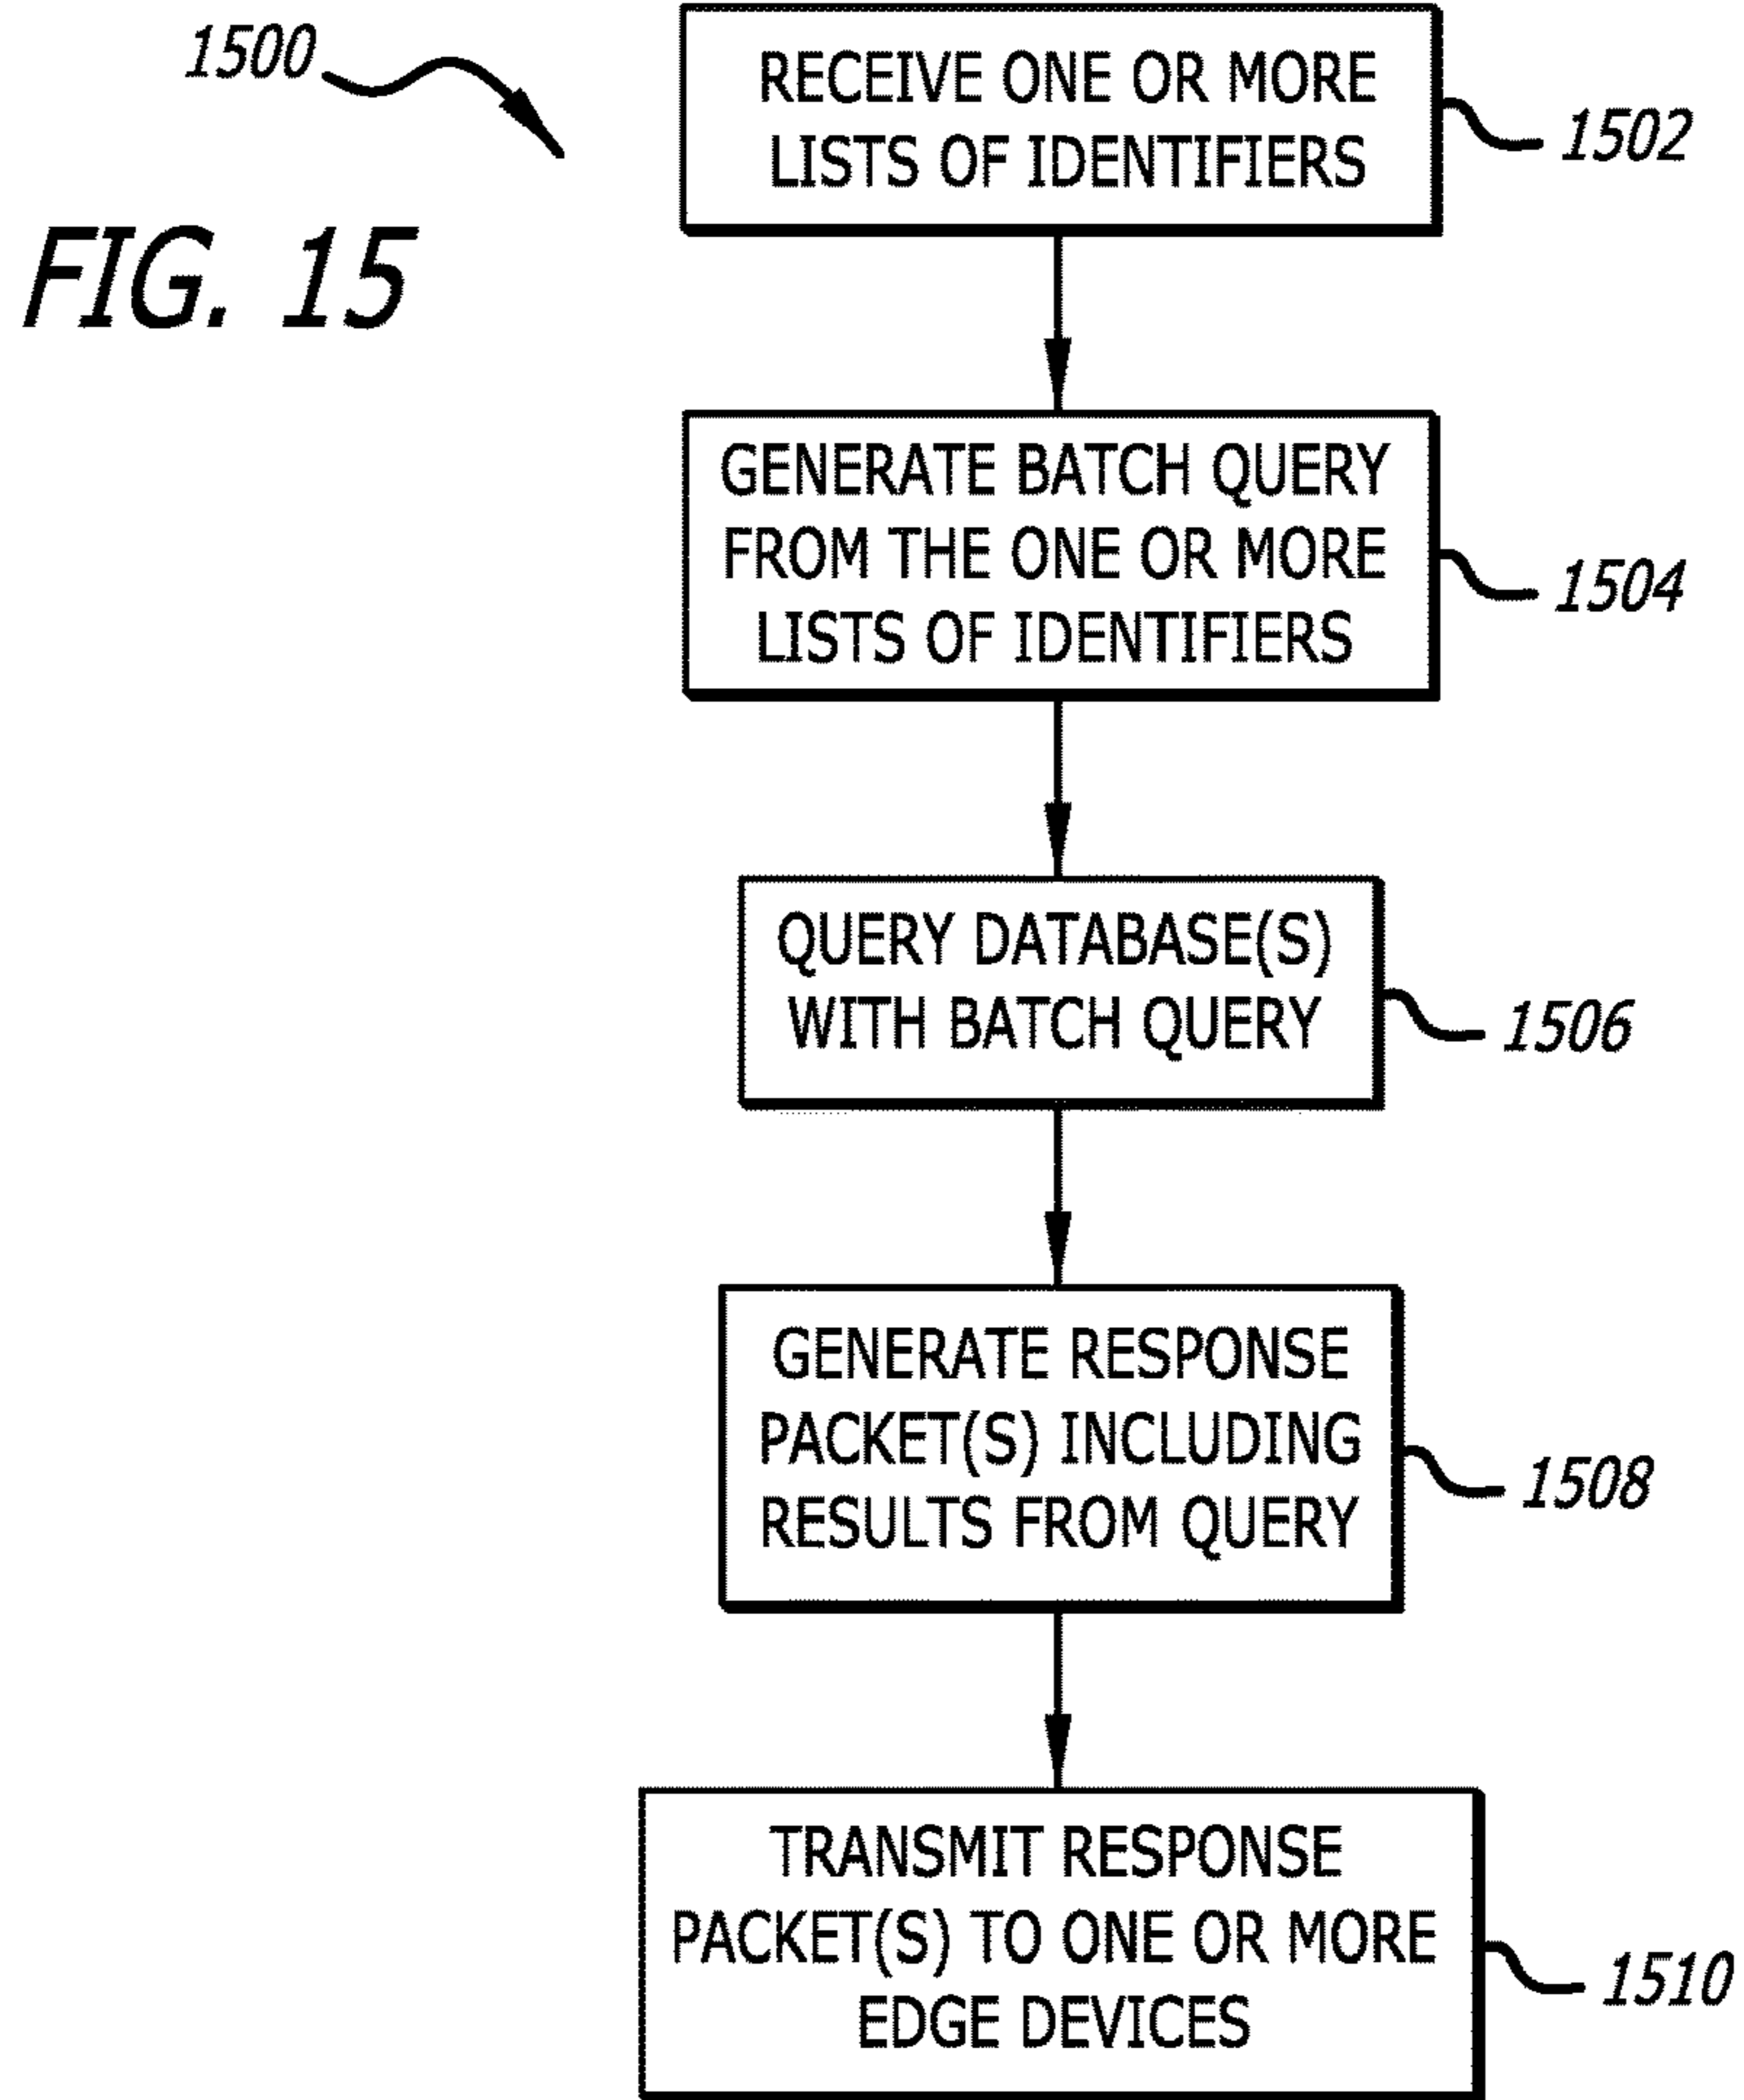 1500
FIG. 15
RECEIVE ONE OR MORE
LISTS OF IDENTIFIERS
1502
GENERATE BATCH QUERY
FROM THE ONE OR MORE
LISTS OF IDENTIFIERS
1504
QUERY DATABASE(S)
WITH BATCH QUERY
1506
GENERATE RESPONSE
PACKET(S) INCLUDING
RESULTS FROM QUERY
1508
TRANSMIT RESPONSE
PACKET(S) TO ONE OR MORE
EDGE DEVICES
1510